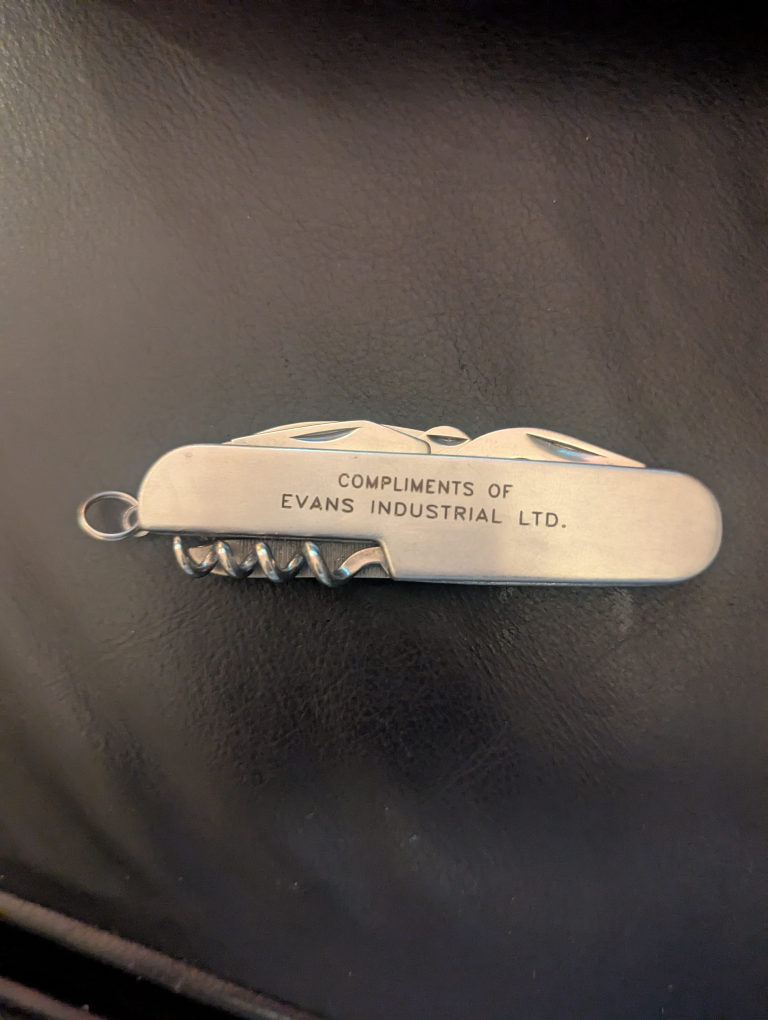 COMPLIMENTS OF
EVANS INDUSTRIAL LTD.